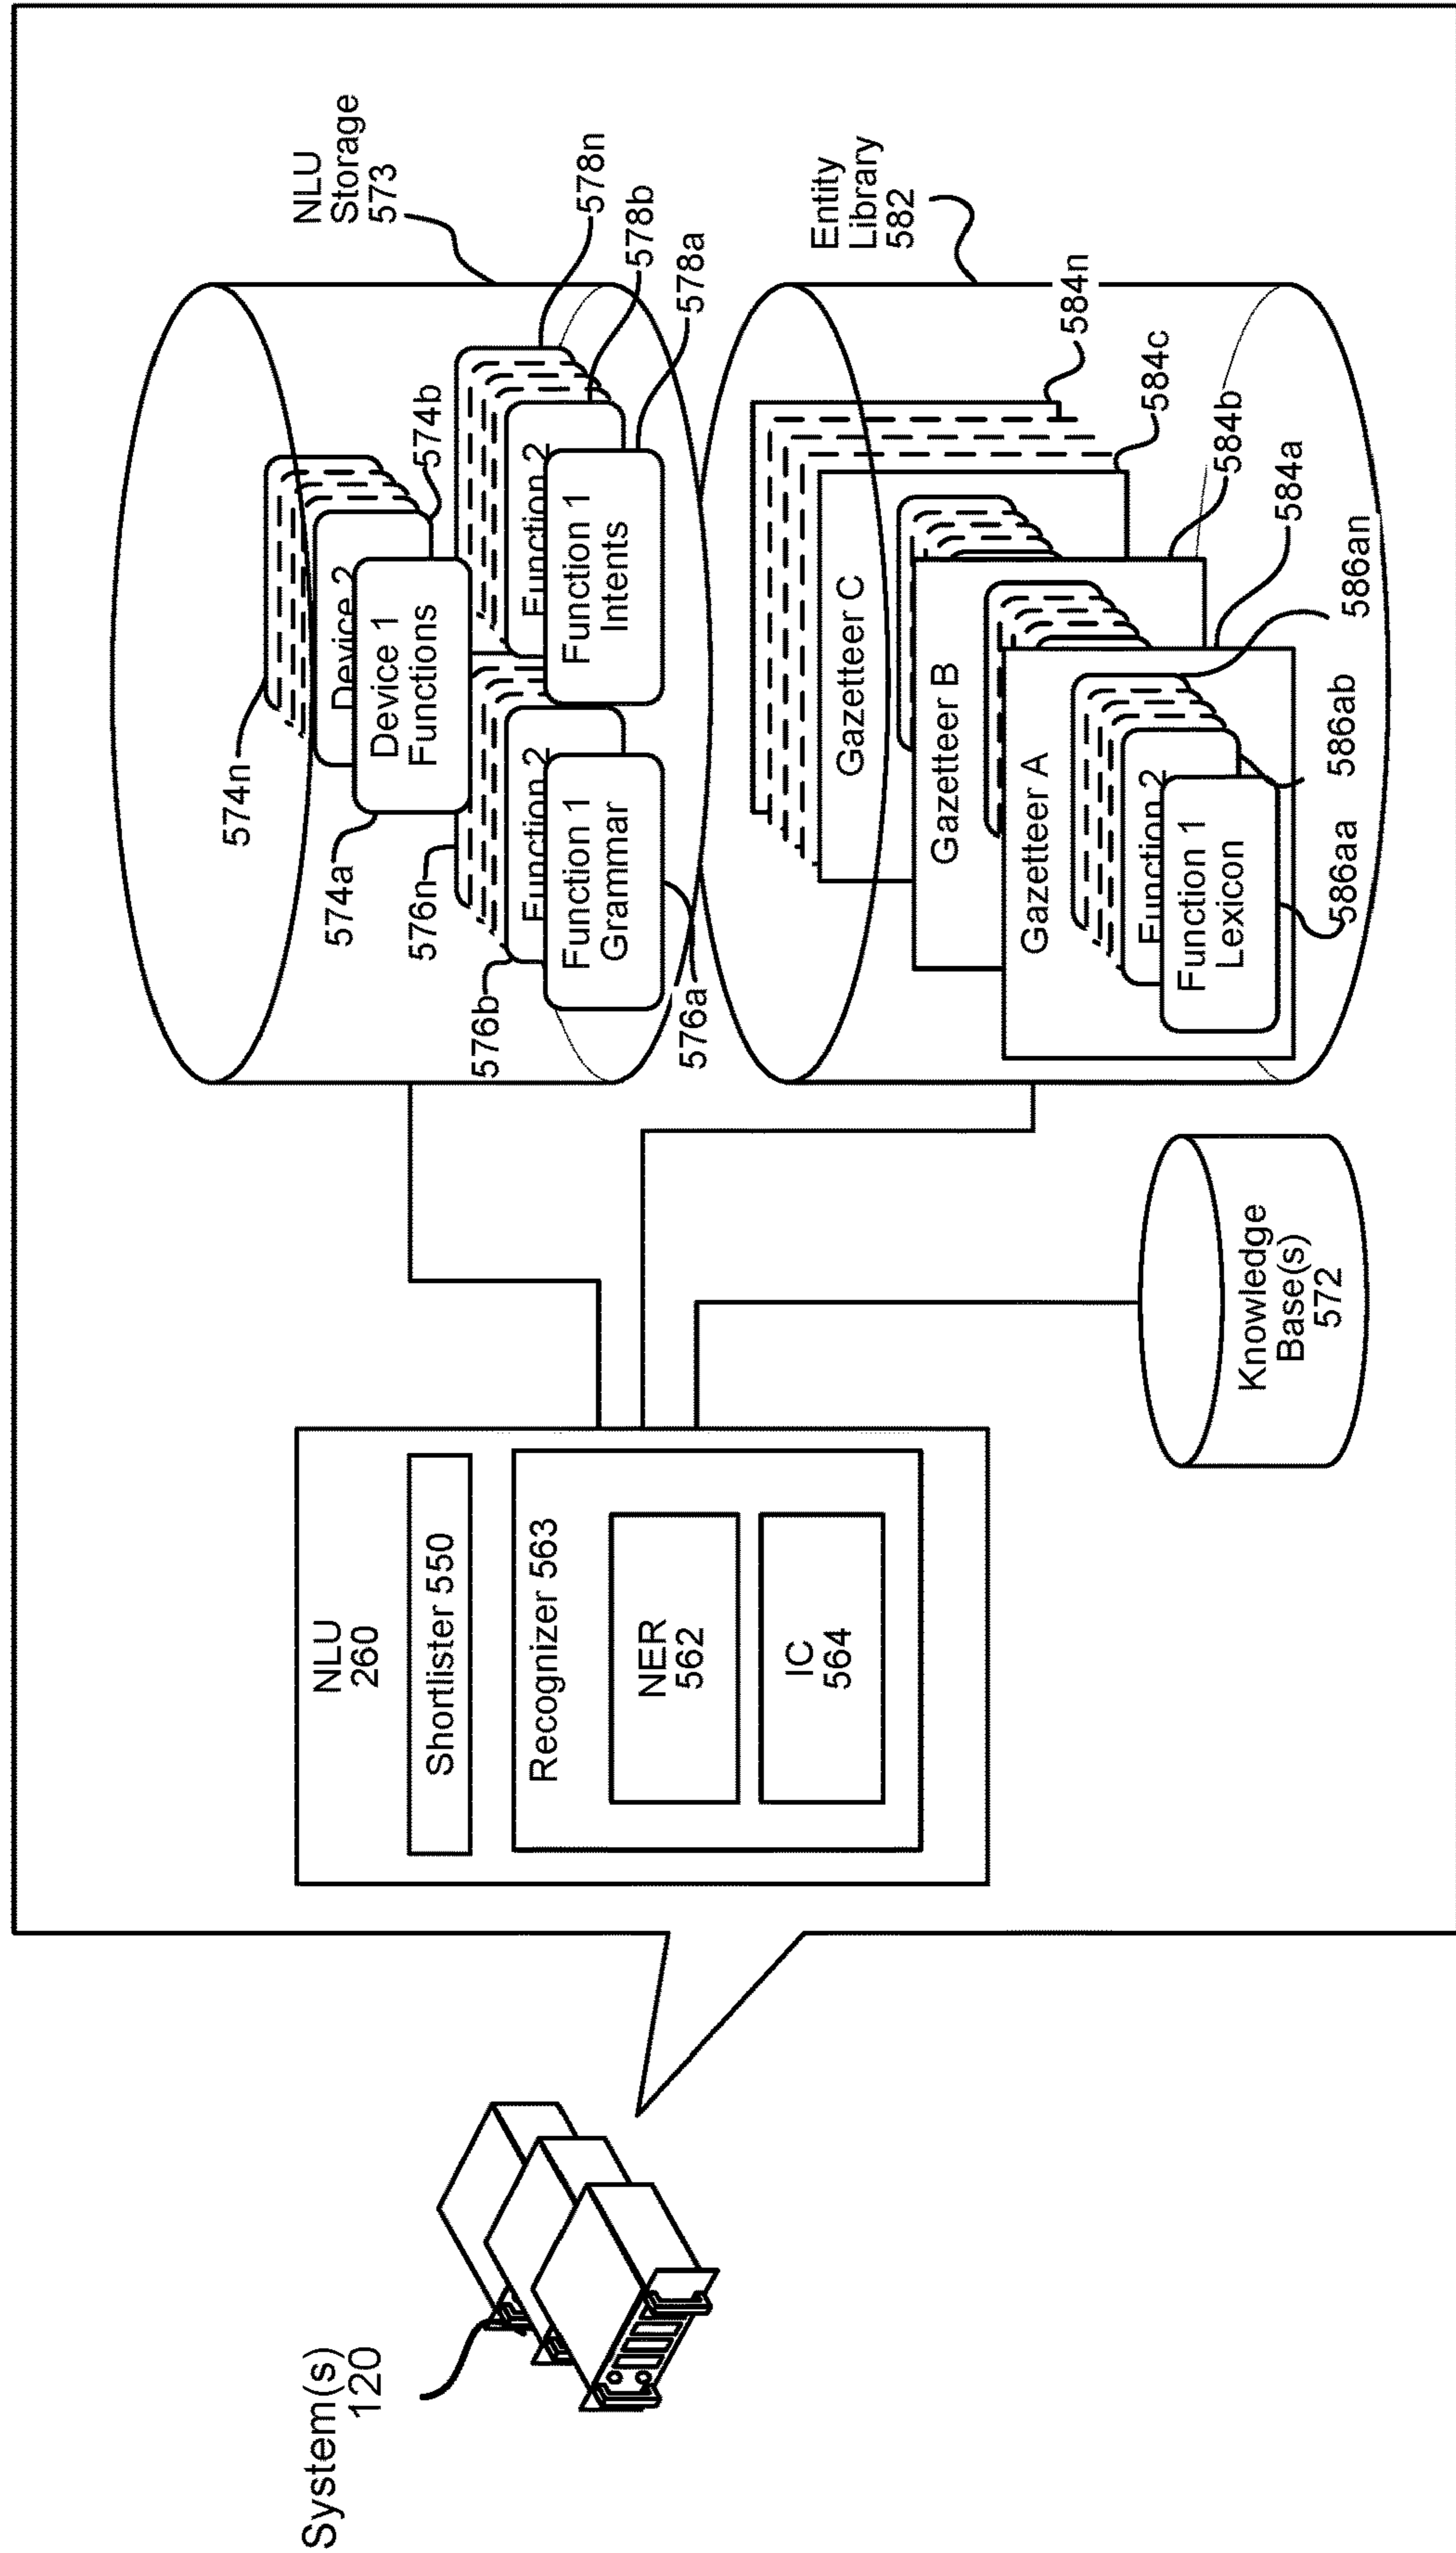 System(s)
120
NLU
260
Shortlister 550
Recognizer 563
NER
562
IC
564
NLU
Storage
573
574n
Device 2
574b
Device 1
Functions
574a
576n
Function 2
576b
Function 1
Grammar
576a
578n
Function 2
578b
Function 1
Intents
578a
Entity
Library
582
584n
Gazetteer C
584c
Gazetteer B
584b
Gazetteer A
584a
586an
Function 2
586ab
Function 1
Lexicon
586aa
Knowledge
Base(s)
572